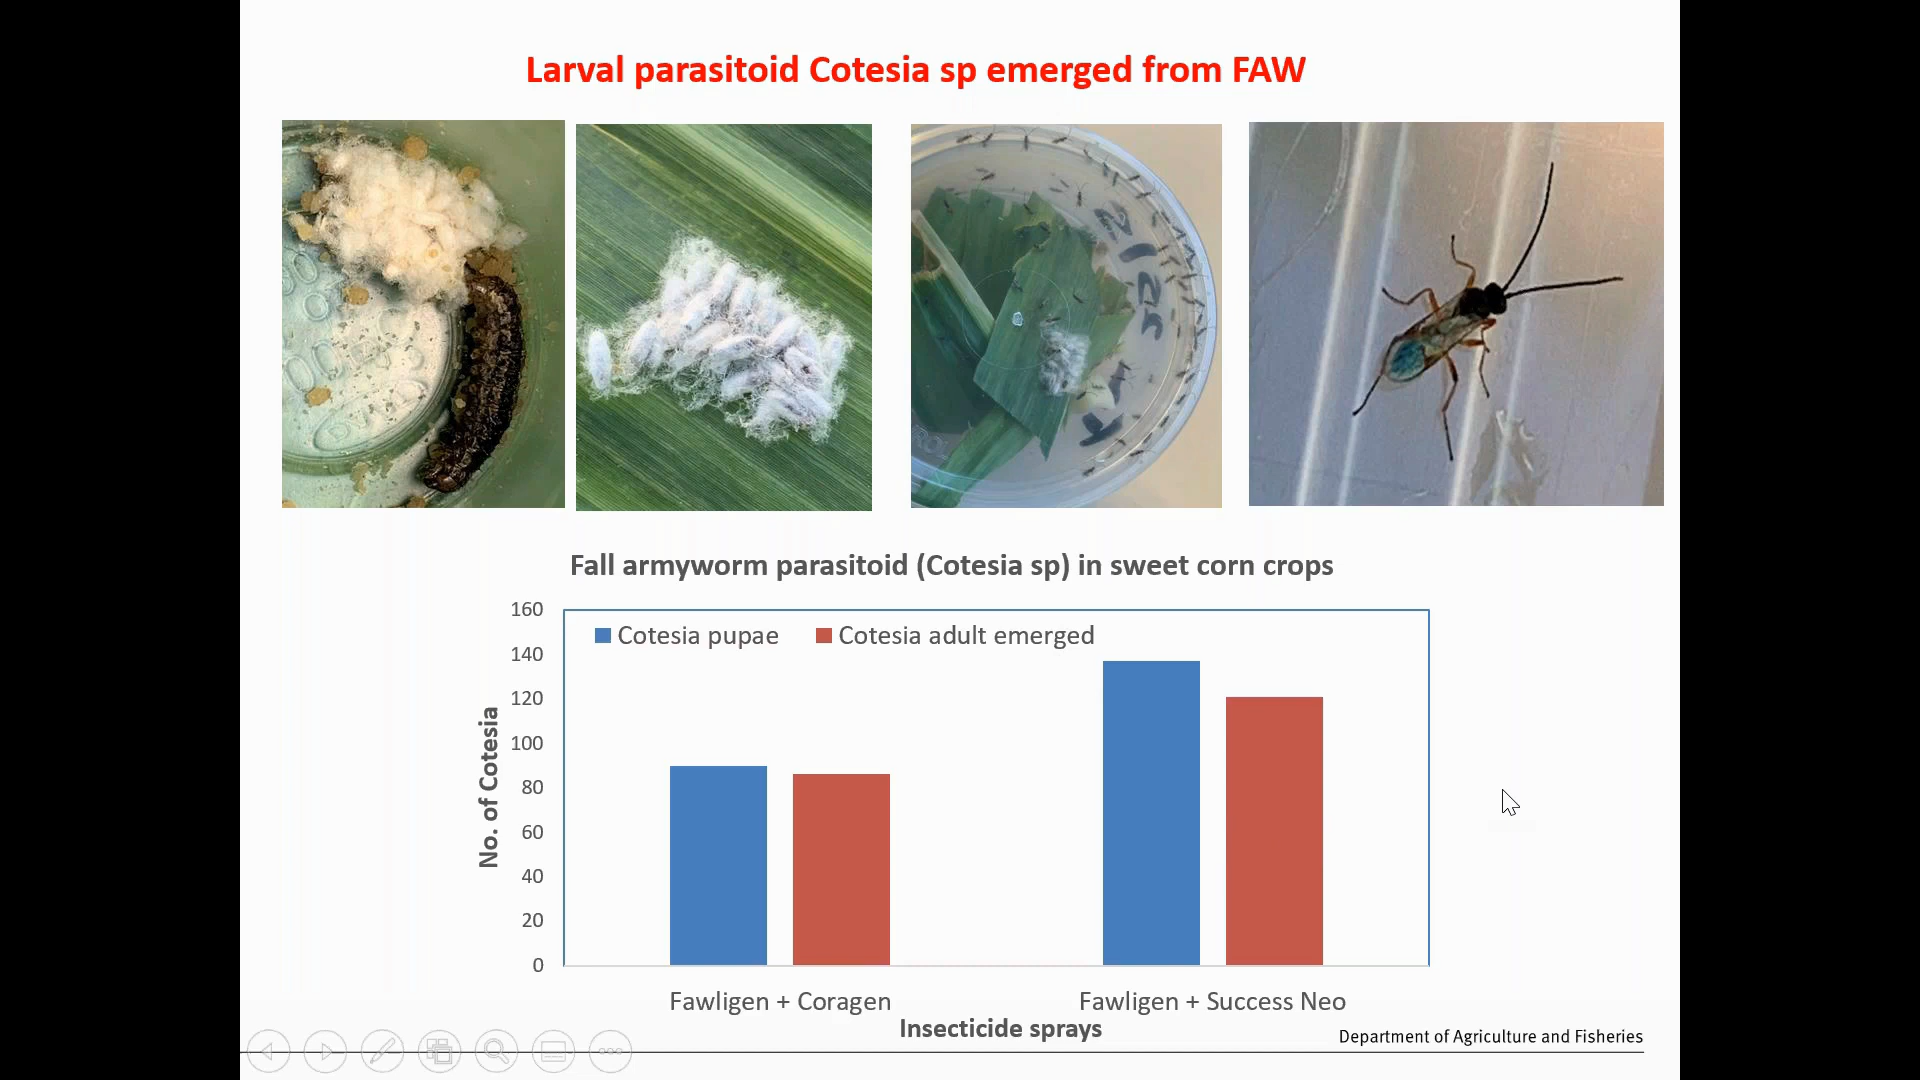 Larval parasitoid Cotesia sp emerged from FAW
Fall armyworm parasitoid (Cotesia sp) in sweet corn crops
160
140
120
100
80
60
40
20
0
No. of Cotesia
Cotesia pupae
Cotesia adult emerged
Fawligen + Coragen
Fawligen + Success Neo
Insecticide sprays
Department of Agriculture and Fisheries